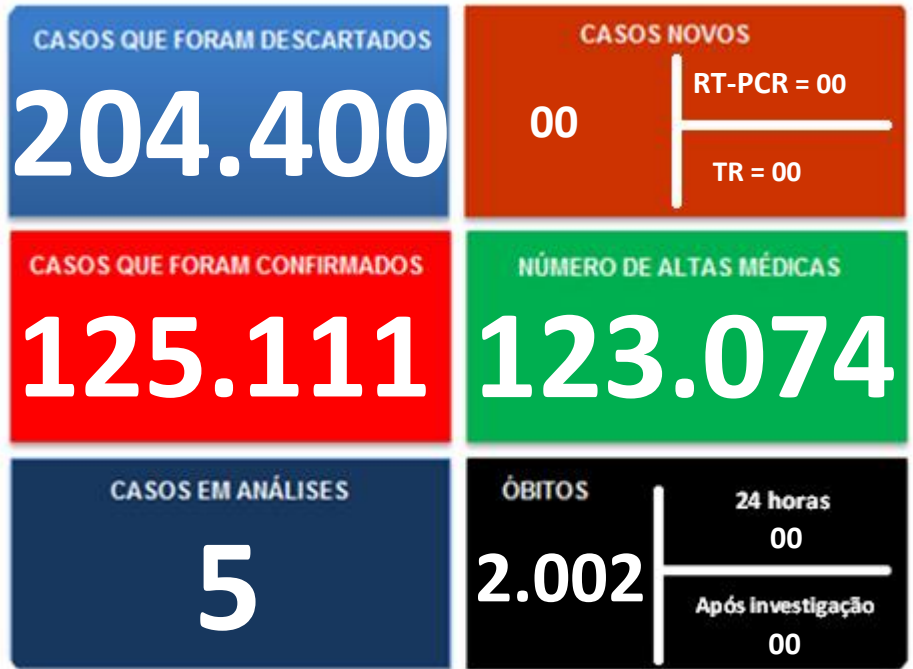 CASOS QUE FORAM DESCARTADOS
204.400
CASOS NOVOS
00
RT-PCR = 00
TR = 00
CASOS QUE FORAM CONFIRMADOS
125.111
NÚMERO DE ALTAS MÉDICAS
123.074
CASOS EM ANÁLISES
5
ÓBITOS
2.002
24 horas
00
Após investigação
00